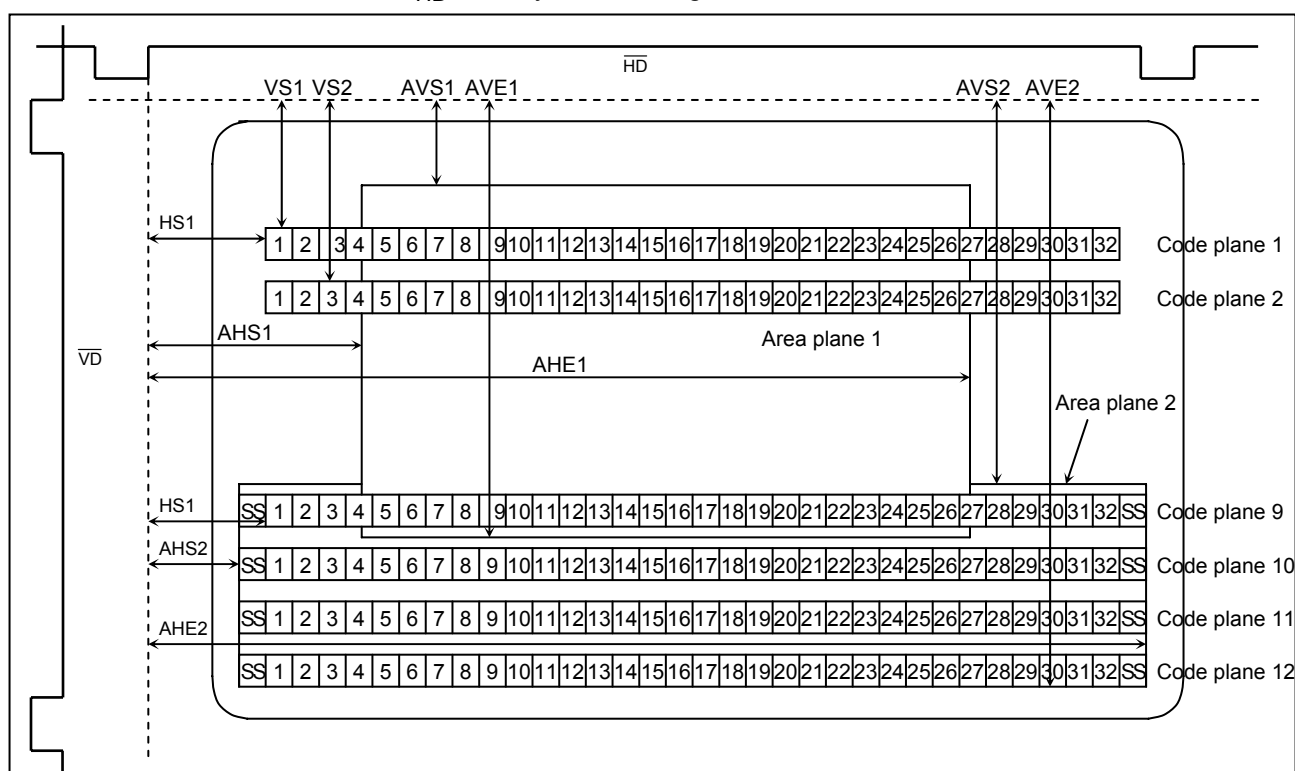 HD
VS1 VS2 AVS1 AVE1 AVS2 AVE2
HS1
1 2 3 4 5 6 7 8 9 10 11 12 13 14 15 16 17 18 19 20 21 22 23 24 25 26 27 28 29 30 31 32 Code plane 1
1 2 3 4 5 6 7 8 9 10 11 12 13 14 15 16 17 18 19 20 21 22 23 24 25 26 27 28 29 30 31 32 Code plane 2
AHS1
Area plane 1
VD
AHE1
Area plane 2
HS1
SS 1 2 3 4 5 6 7 8 9 10 11 12 13 14 15 16 17 18 19 20 21 22 23 24 25 26 27 28 29 30 31 32 SS Code plane 9
AHS2
SS 1 2 3 4 5 6 7 8 9 10 11 12 13 14 15 16 17 18 19 20 21 22 23 24 25 26 27 28 29 30 31 32 SS Code plane 10
SS 1 2 3 4 5 6 7 8 9 10 11 12 13 14 15 16 17 18 19 20 21 22 23 24 25 26 27 28 29 30 31 32 SS Code plane 11
AHE2
SS 1 2 3 4 5 6 7 8 9 10 11 12 13 14 15 16 17 18 19 20 21 22 23 24 25 26 27 28 29 30 31 32 SS Code plane 12